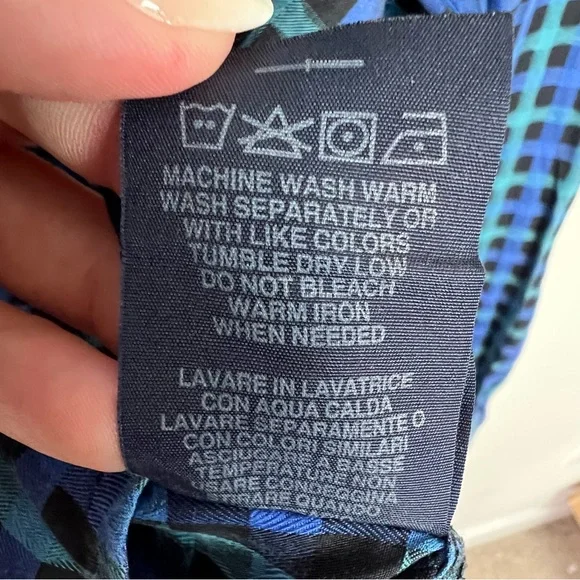 MACHINE WASH WARM
WASH SEPARATELY OR
WITH LIKE COLORS
TUMBLE DRY LOW
DO NOT BLEACH
WARM IRON
WHEN NEEDED
LAVARE IN LAVATRICE
CON AQUA CALDA
LAVARE SEPARAMENTE O
CON COLORI SIMILARI
A BASSE
TEMPERATURE NON
QUANDO